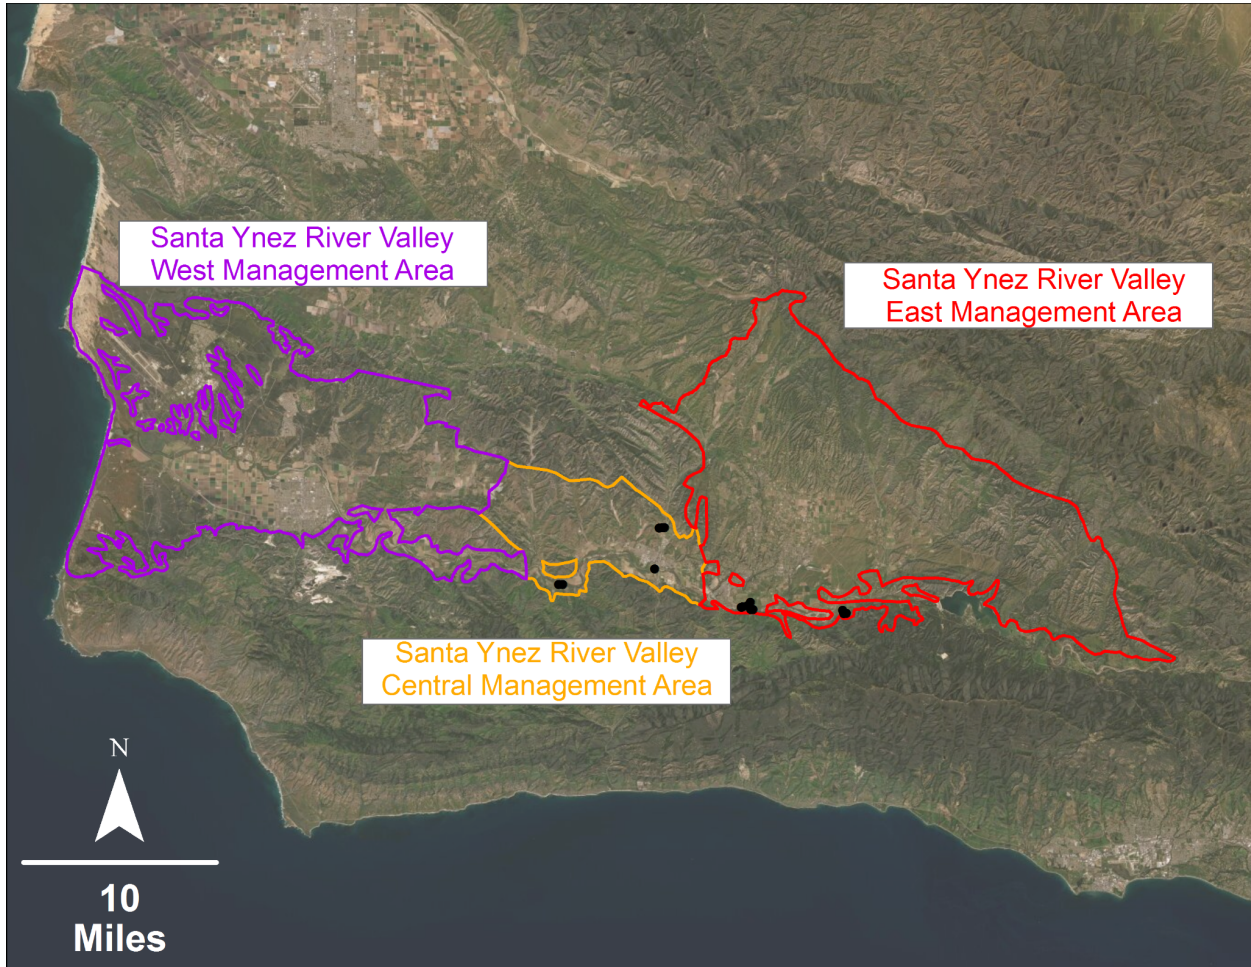 Santa Ynez River Valley
West Management Area
Santa Ynez River Valley
East Management Area
Santa Ynez River Valley
Central Management Area
N
10
Miles